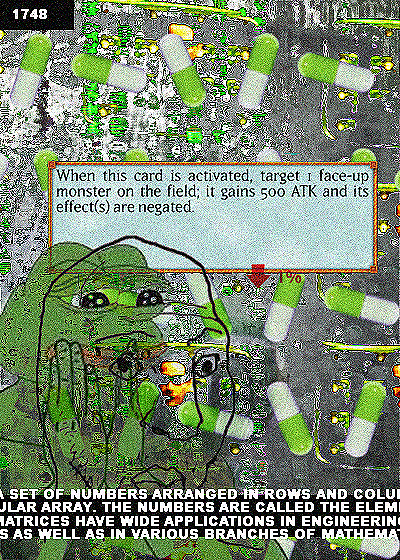 1748
When this card is activated, target 1 face-up
monster on the field; it gains 500 ATK and its
effect(s) are negated.
1%
A SET OF NUMBERS ARRANGED IN ROWS AND COLU
ULAR ARRAY. THE NUMBERS ARE CALLED THE ELEM
MATRICES HAVE WIDE APPLICATIONS IN ENGINEERING
S AS WELL AS IN VARIOUS BRANCHES OF MATHEMA